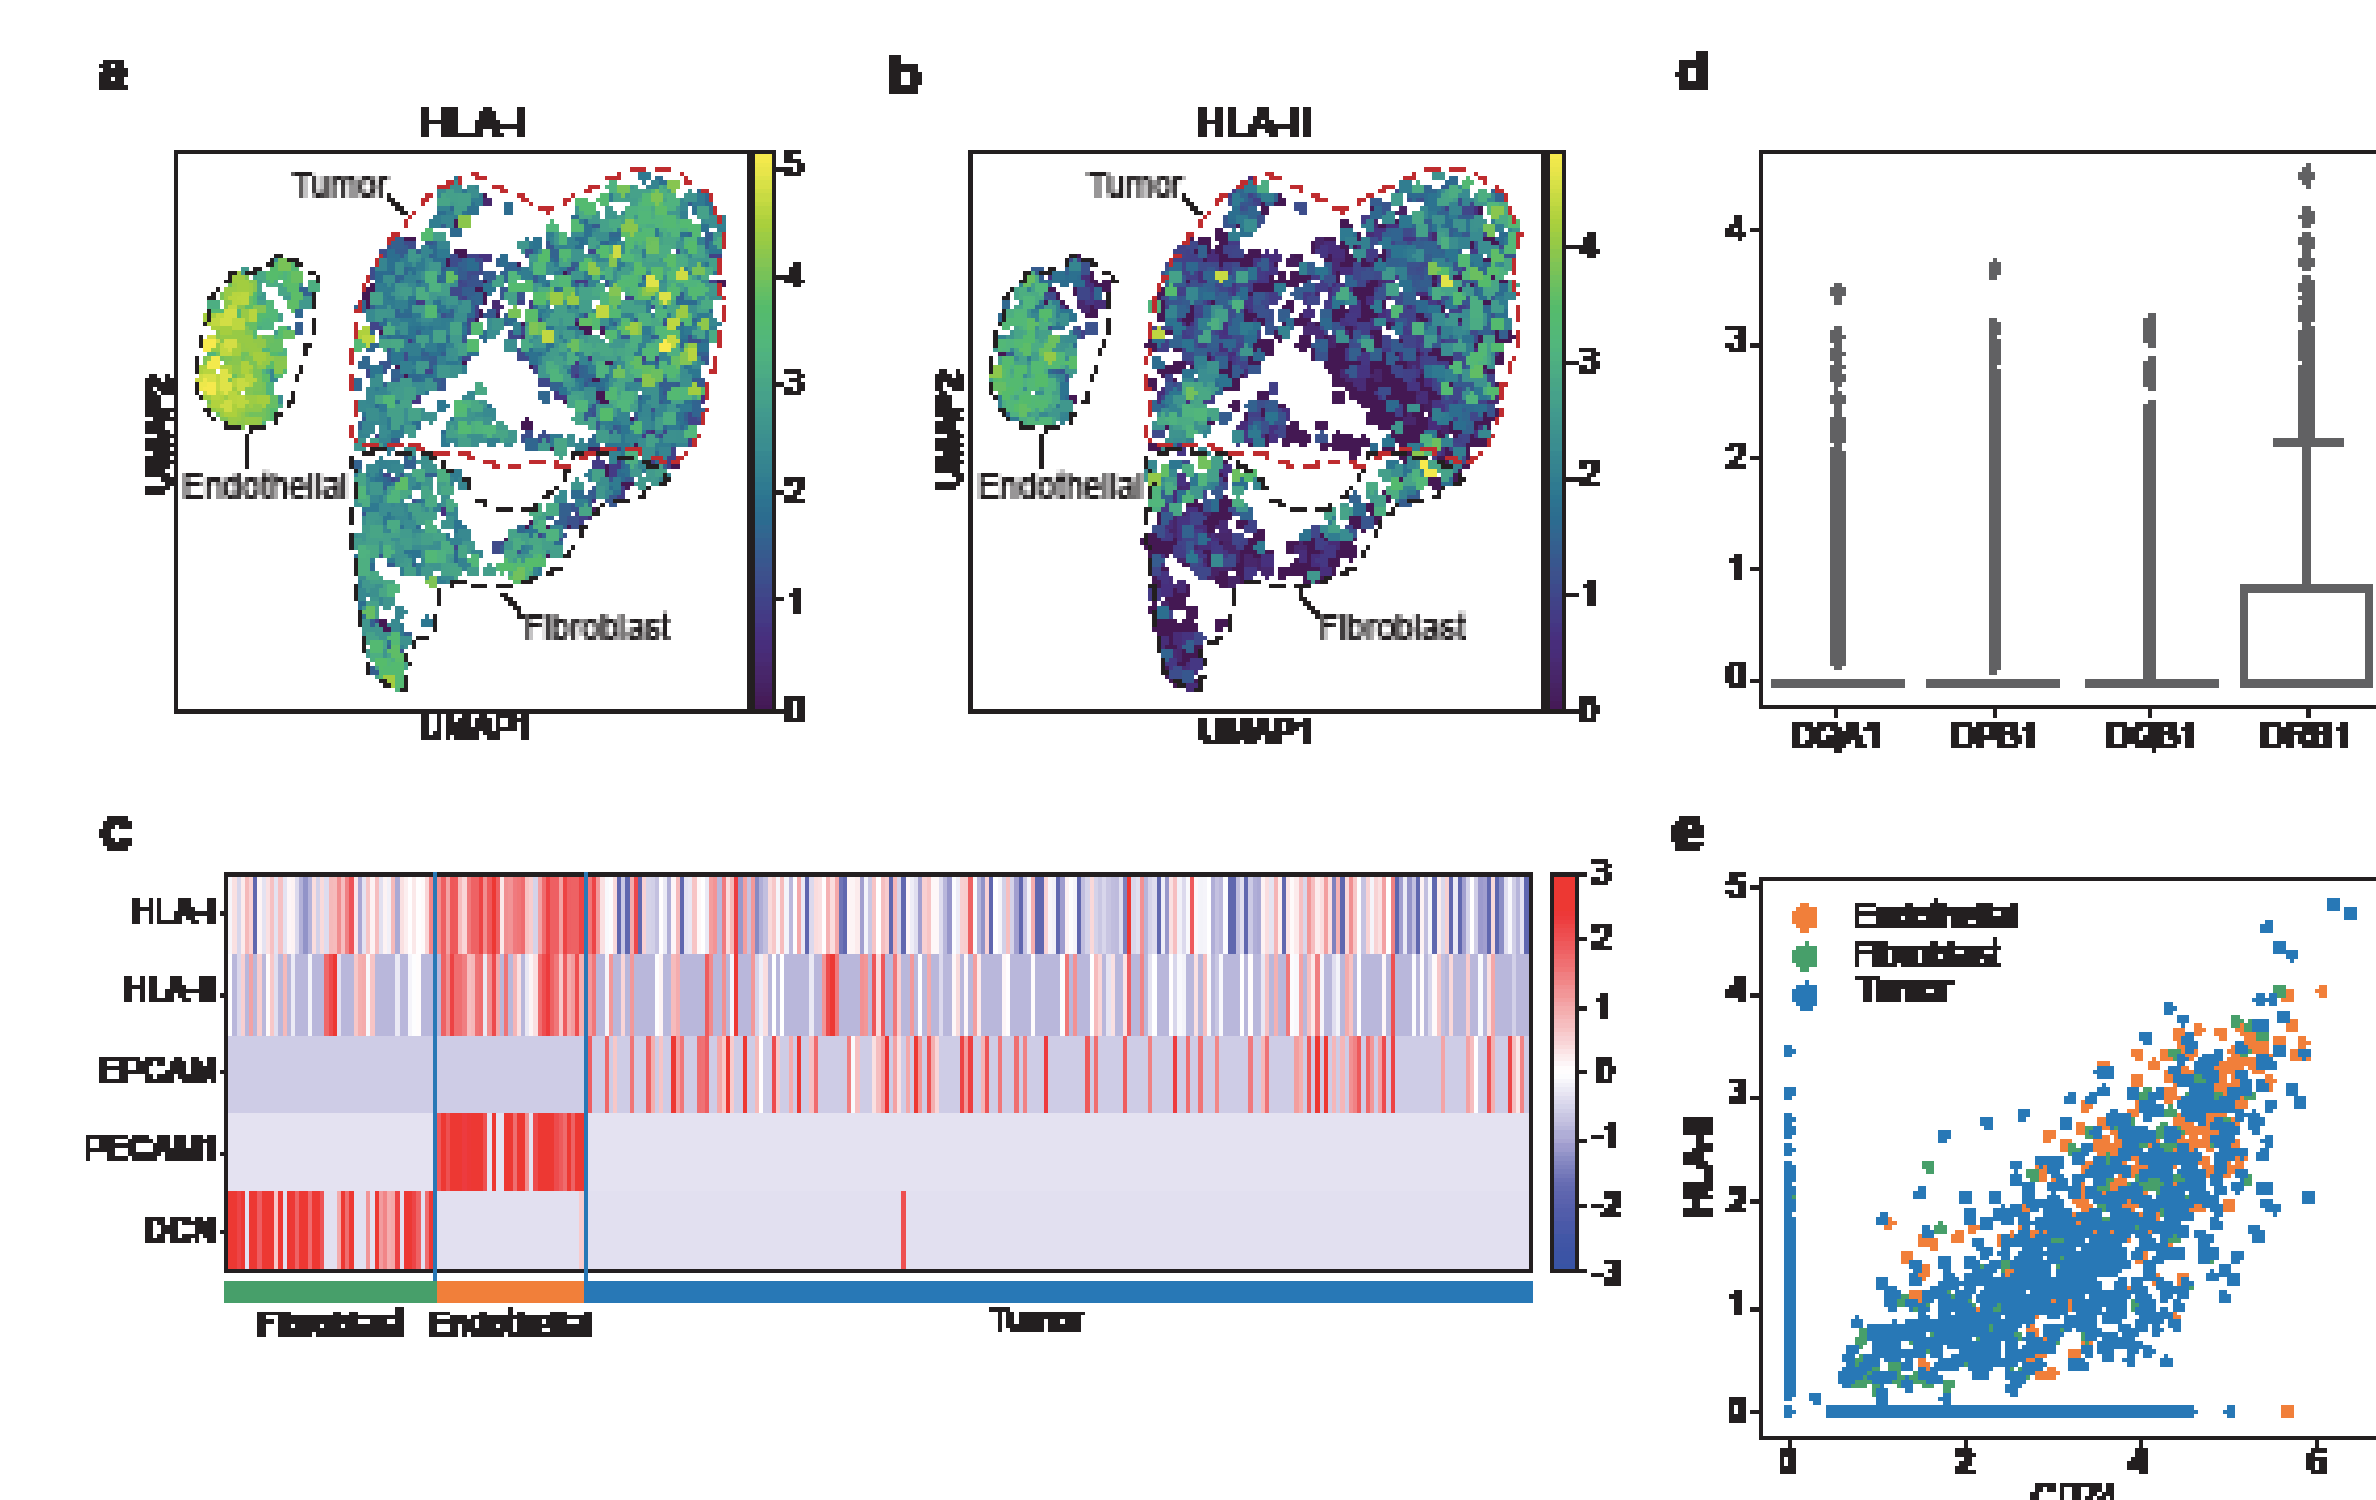 a
HLA-I
Tumor
Endothelial
Fibroblast
UMAP2
UMAP1
5
4
3
2
1
0
b
HLA-II
Tumor
Endothelial
Fibroblast
UMAP2
UMAP1
4
3
2
1
0
d
4
3
2
1
0
DQA1 DPB1 DQB1 DRB1
c
HLA-I
HLA-II
EPCAM
PECAM1
DCN
Fibroblast Endothelial Tumor
3
2
1
0
-1
-2
-3
e
Endothelial
Fibroblast
Tumor
HLA-II
5
4
3
2
1
0
0 2 4 6